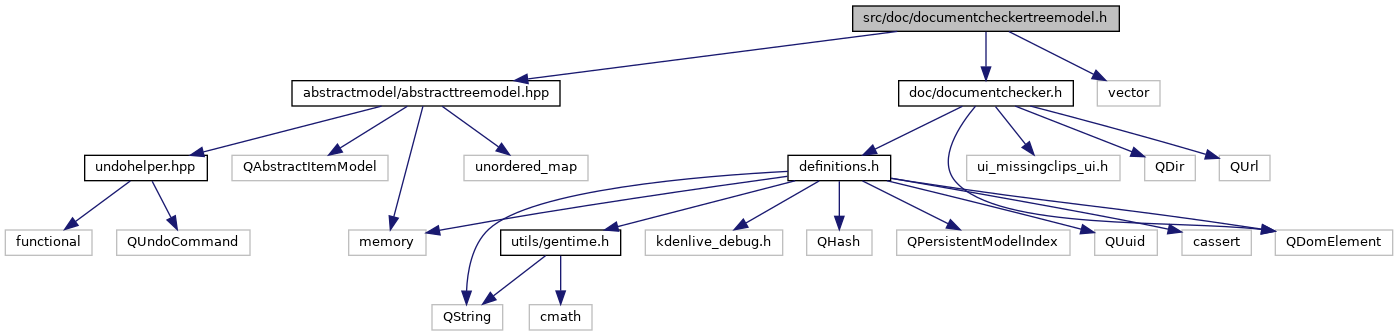 src/doc/documentcheckertreemodel.h
abstractmodel/abstracttreemodel.hpp
doc/documentchecker.h
vector
undohelper.hpp
QAbstractItemModel
unordered_map
definitions.h
ui_missingclips_ui.h
QDir
QUrl
functional
QUndoCommand
memory
utils/gentime.h
kdenlive_debug.h
QHash
QPersistentModelIndex
QUuid
cassert
QDomElement
QString
cmath